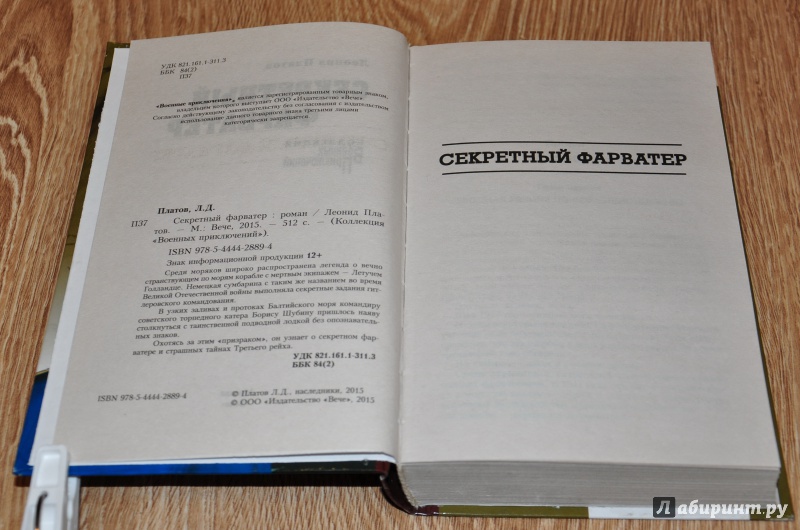 УДК 821.161.1-311.3
ББК 84(2)
П37
«Военные приключения», является зарегистрированным товарным знаком,
владельцем которого выступает ООО «Издательство «Вече».
Согласно действующему законодательству без согласования с издательством
использование данного товарного знака третьими лицами
категорически запрещается
Платов, Л.Д.
П37 Секретный фарватер : роман / Леонид Пла-
тов. — М.: Вече, 2015. — 512 с. — (Коллекция
«Военных приключений»).
ISBN 978-5-4444-2889-4
Знак информационной продукции 12+
Среди моряков широко распространена легенда о вечно
странствующем по морям корабле с мертвым экипажем — Летучем
Голландце. Немецкая субмарина с таким же названием во время
Великой Отечественной войны выполняла секретные задания гит-
леровского командования.
В узких заливах и протоках Балтийского моря командиру
советского торпедного катера Борису Шубину пришлось наяву
столкнуться с таинственной подводной лодкой без опознаватель-
ных знаков.
Охотясь за этим «призраком», он узнает о секретном фар-
ватере и страшных тайнах Третьего рейха.
УДК 821.161.1-311.3
ББК 84(2)
ISBN 978-5-4444-2889-4
© Платов Л.Д., наследники, 2015
© ООО «Издательство «Вече», 2015
СЕКРЕТНЫЙ ФАРВАТЕР
Лабиринт.ру